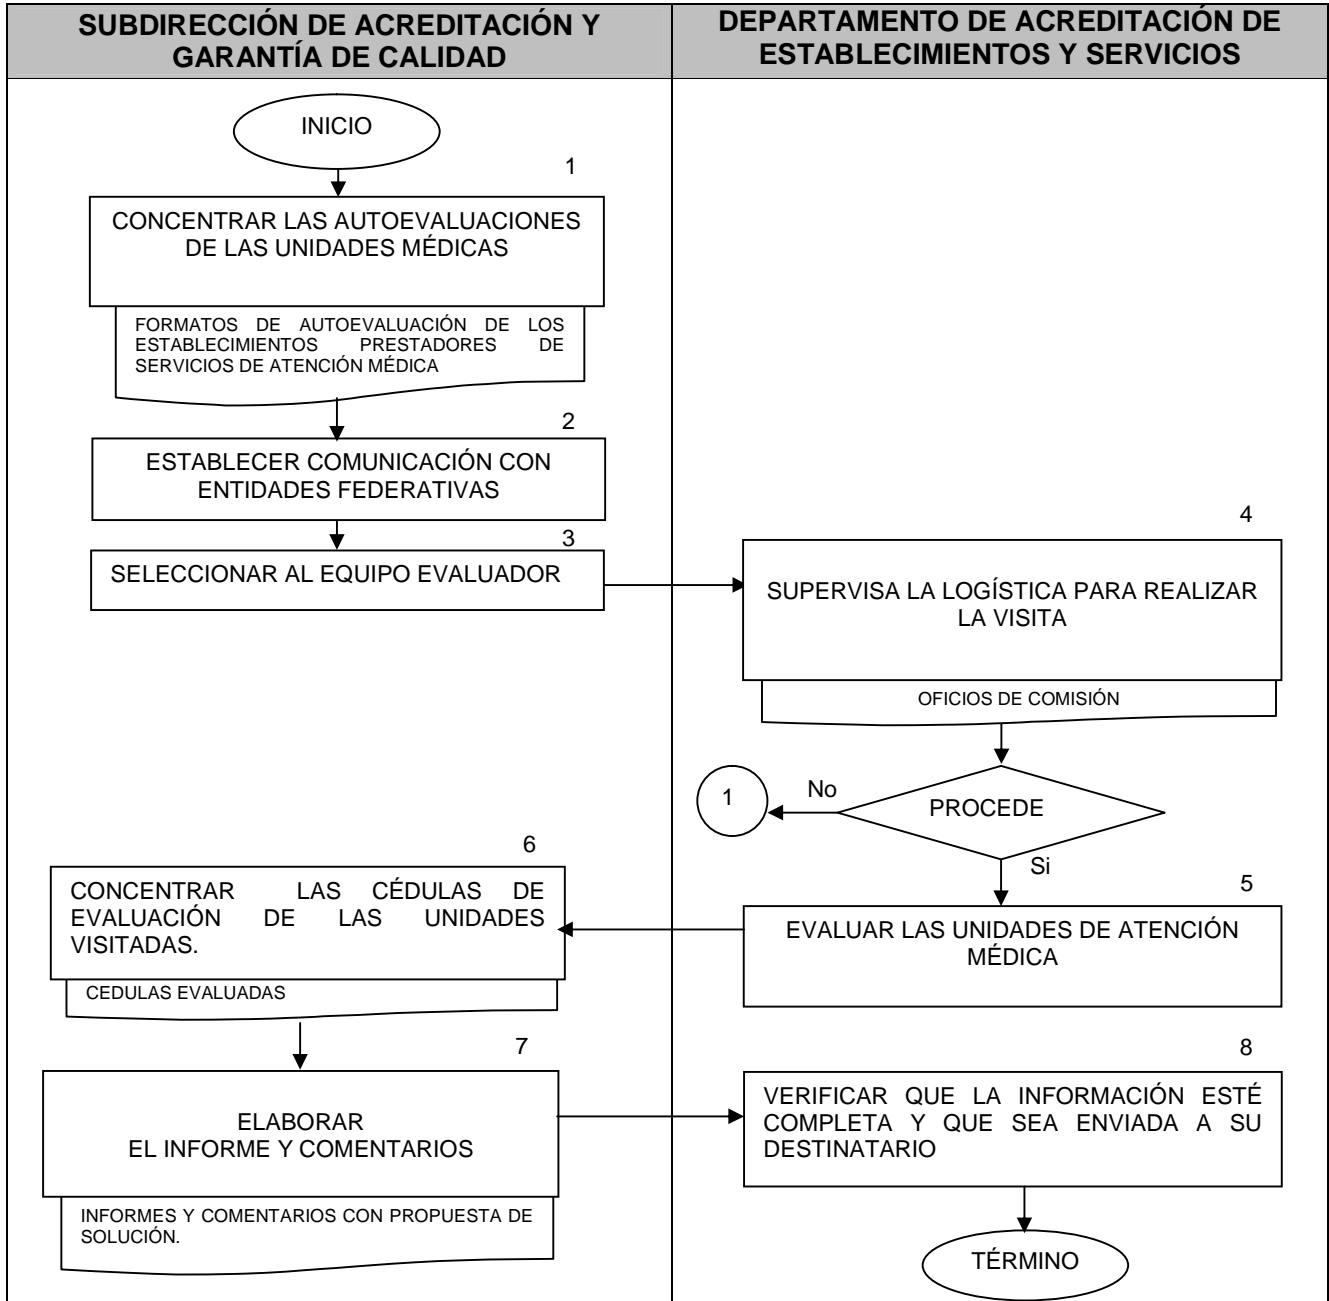 SUBDIRECCIÓN DE ACREDITACIÓN Y
GARANTÍA DE CALIDAD
DEPARTAMENTO DE ACREDITACIÓN DE
ESTABLECIMIENTOS Y SERVICIOS
INICIO
1
CONCENTRAR LAS AUTOEVALUACIONES
DE LAS UNIDADES MÉDICAS
FORMATOS DE AUTOEVALUACIÓN DE LOS
ESTABLECIMIENTOS PRESTADORES DE
SERVICIOS DE ATENCIÓN MÉDICA
2
ESTABLECER COMUNICACIÓN CON
ENTIDADES FEDERATIVAS
3
SELECCIONAR AL EQUIPO EVALUADOR
4
SUPERVISA LA LOGÍSTICA PARA REALIZAR
LA VISITA
OFICIOS DE COMISIÓN
PROCEDE
No
1
Si
5
EVALUAR LAS UNIDADES DE ATENCIÓN
MÉDICA
6
CONCENTRAR LAS CÉDULAS DE
EVALUACIÓN DE LAS UNIDADES
VISITADAS.
CEDULAS EVALUADAS
7
ELABORAR
EL INFORME Y COMENTARIOS
INFORMES Y COMENTARIOS CON PROPUESTA DE
SOLUCIÓN.
8
VERIFICAR QUE LA INFORMACIÓN ESTÉ
COMPLETA Y QUE SEA ENVIADA A SU
DESTINATARIO
TÉRMINO